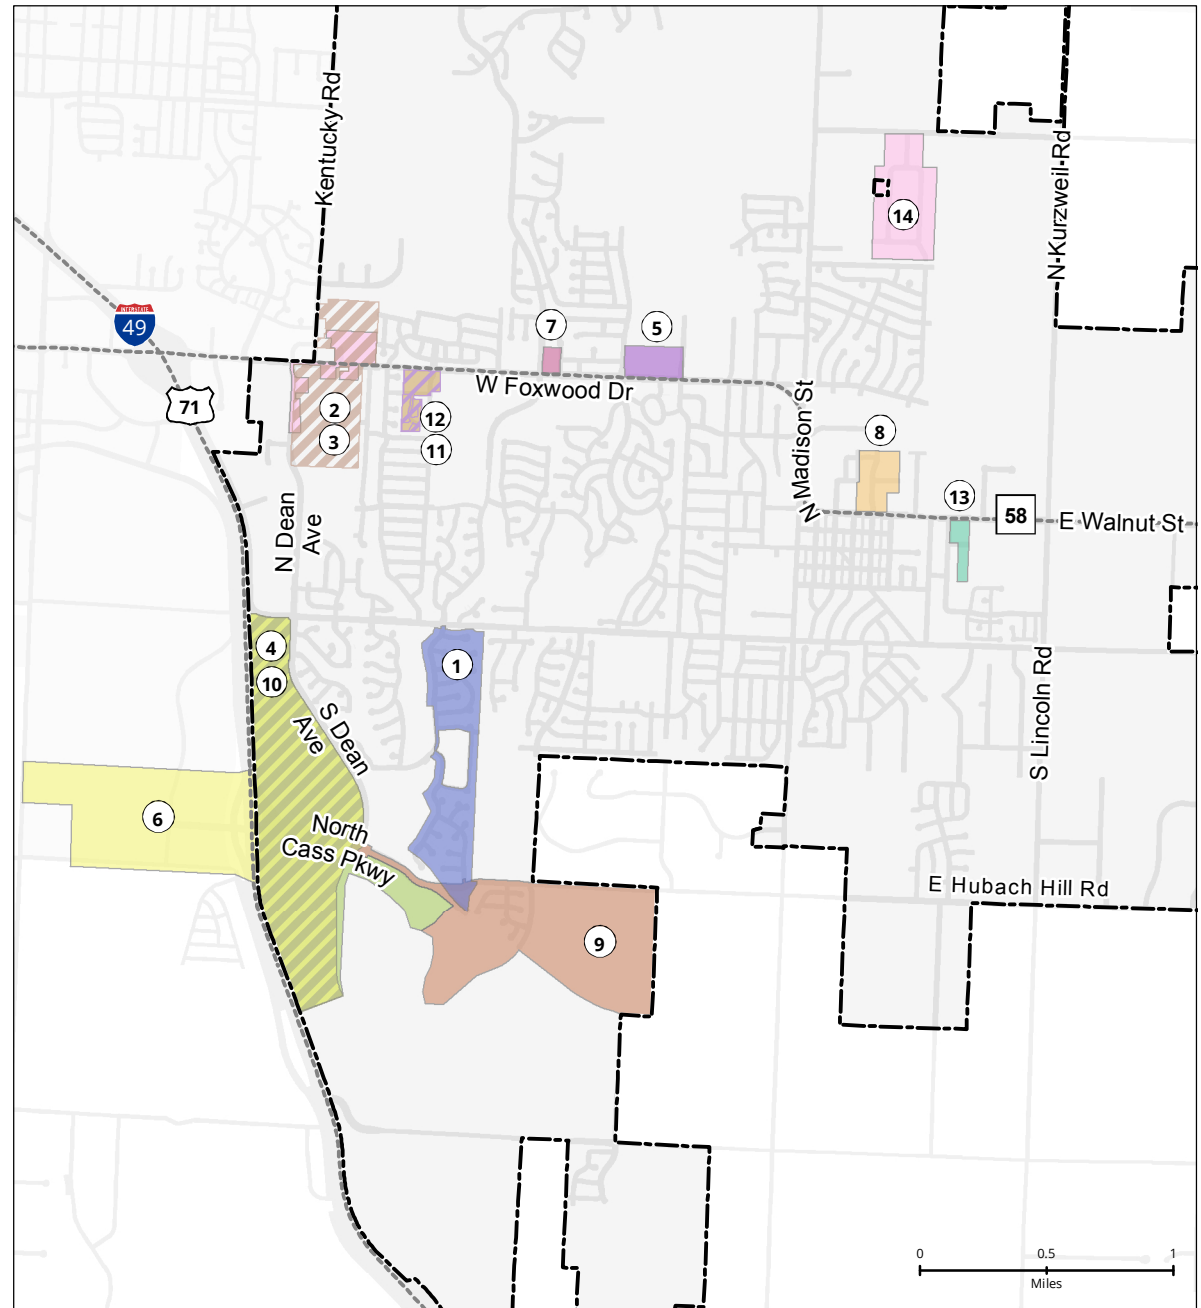 Kentucky Rd
N Kurzweil Rd
14
INTERSTATE
49
71
7
5
W Foxwood Dr
2
3
12
11
N Madison St
8
13
58
E Walnut St
N Dean
Ave
4
10
1
S Dean
Ave
S Lincoln Rd
6
North
Cass Pkwy
E Hubach Hill Rd
9
0
0.5
1
Miles